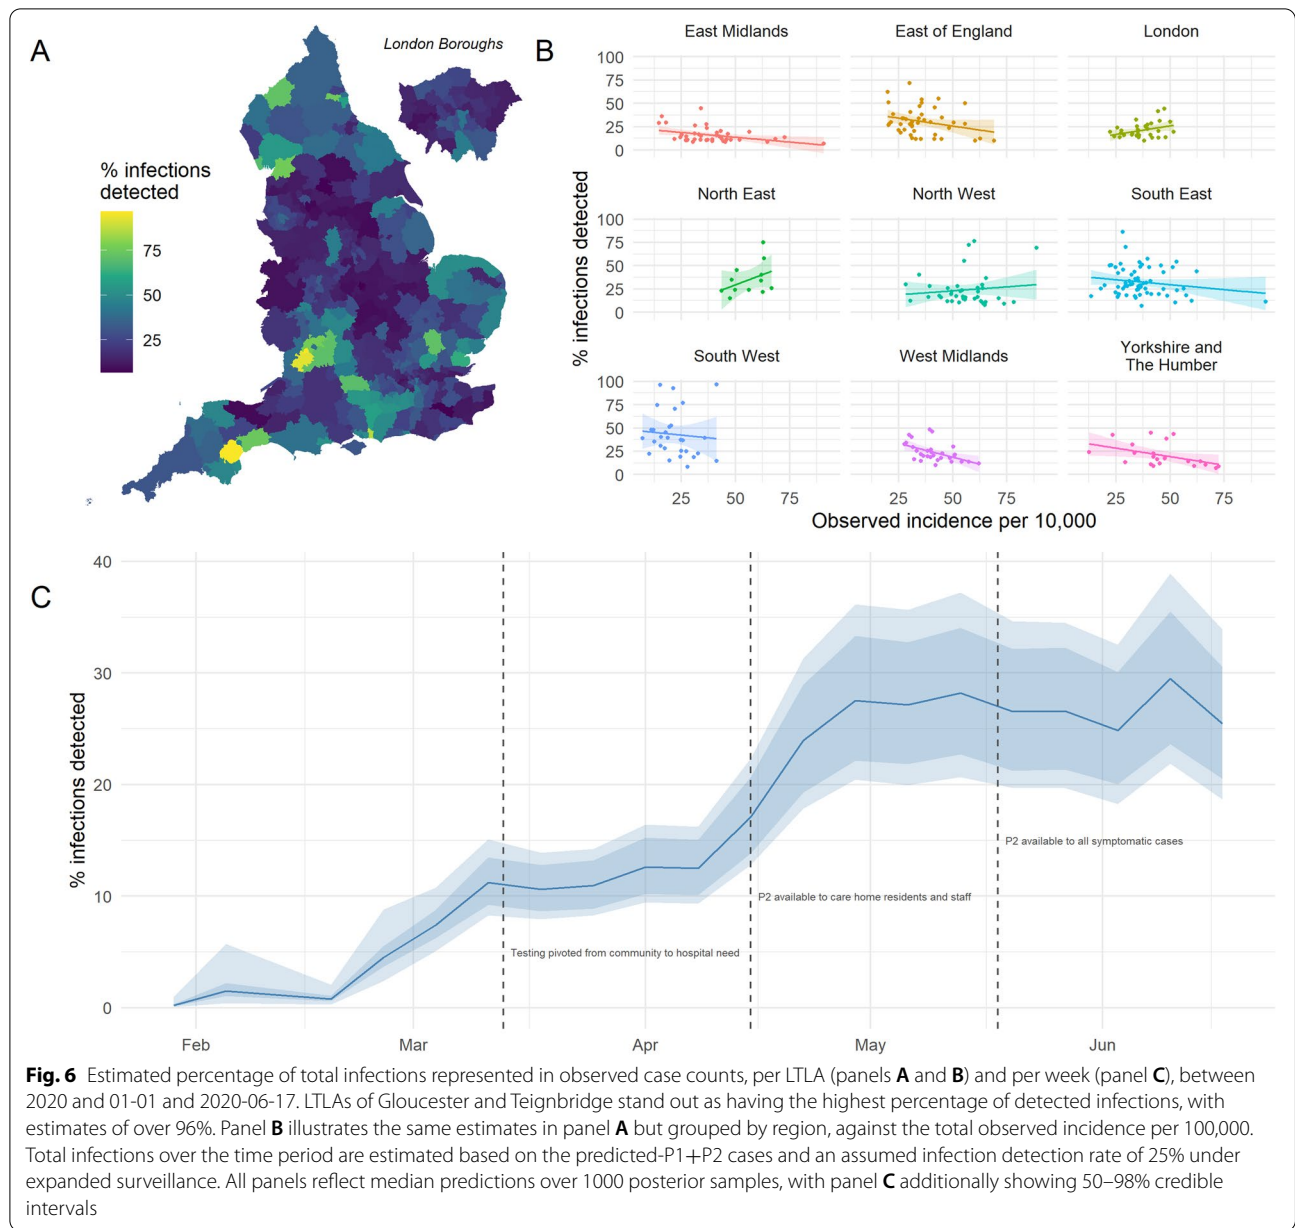 A
London Boroughs
% infections
detected
75
50
25
B
East Midlands
East of England
London
100
75
50
25
0
North East
North West
South East
100
75
50
25
0
South West
West Midlands
Yorkshire and
The Humber
100
75
50
25
0
25 50 75
25 50 75
25 50 75
% infections detected
Observed incidence per 10,000
C
40
30
20
10
0
% infections detected
Testing pivoted from community to hospital need
P2 available to care home residents and staff
P2 available to all symptomatic cases
Feb Mar Apr May Jun
Fig. 6 Estimated percentage of total infections represented in observed case counts, per LTLA (panels A and B) and per week (panel C), between
2020 and 01-01 and 2020-06-17. LTLAs of Gloucester and Teignbridge stand out as having the highest percentage of detected infections, with
estimates of over 96%. Panel B illustrates the same estimates in panel A but grouped by region, against the total observed incidence per 100,000.
Total infections over the time period are estimated based on the predicted-P1+P2 cases and an assumed infection detection rate of 25% under
expanded surveillance. All panels reflect median predictions over 1000 posterior samples, with panel C additionally showing 50–98% credible
intervals